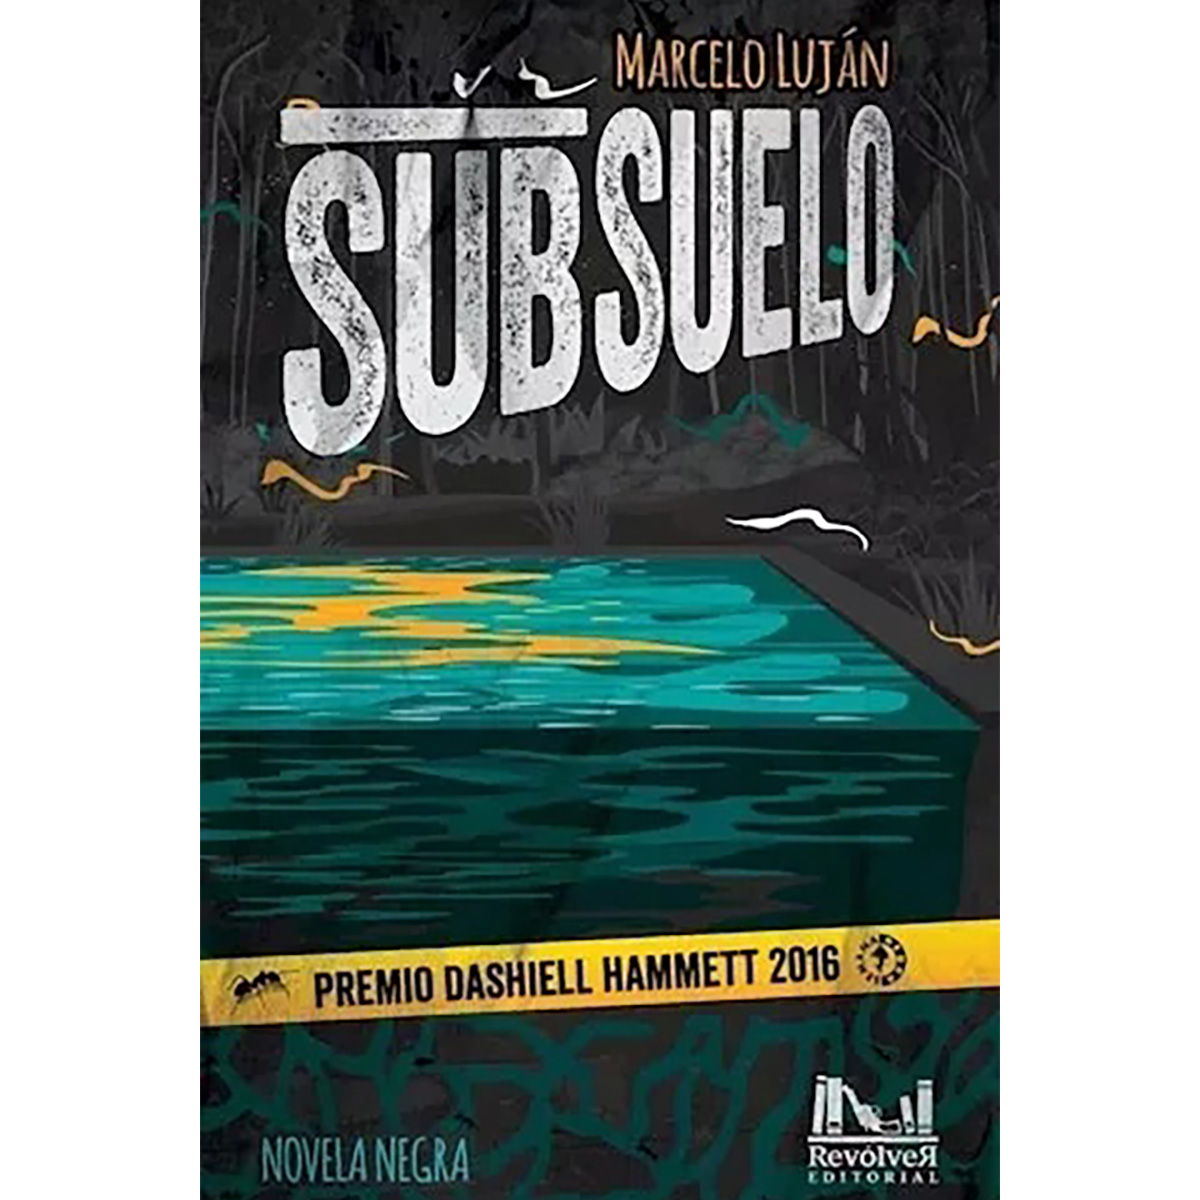 MARCELO LUJÁN
SUBSUELO
PREMIO DASHIELL HAMMETT 2016
NOVELA NEGRA
RevólveR
EDITORIAL